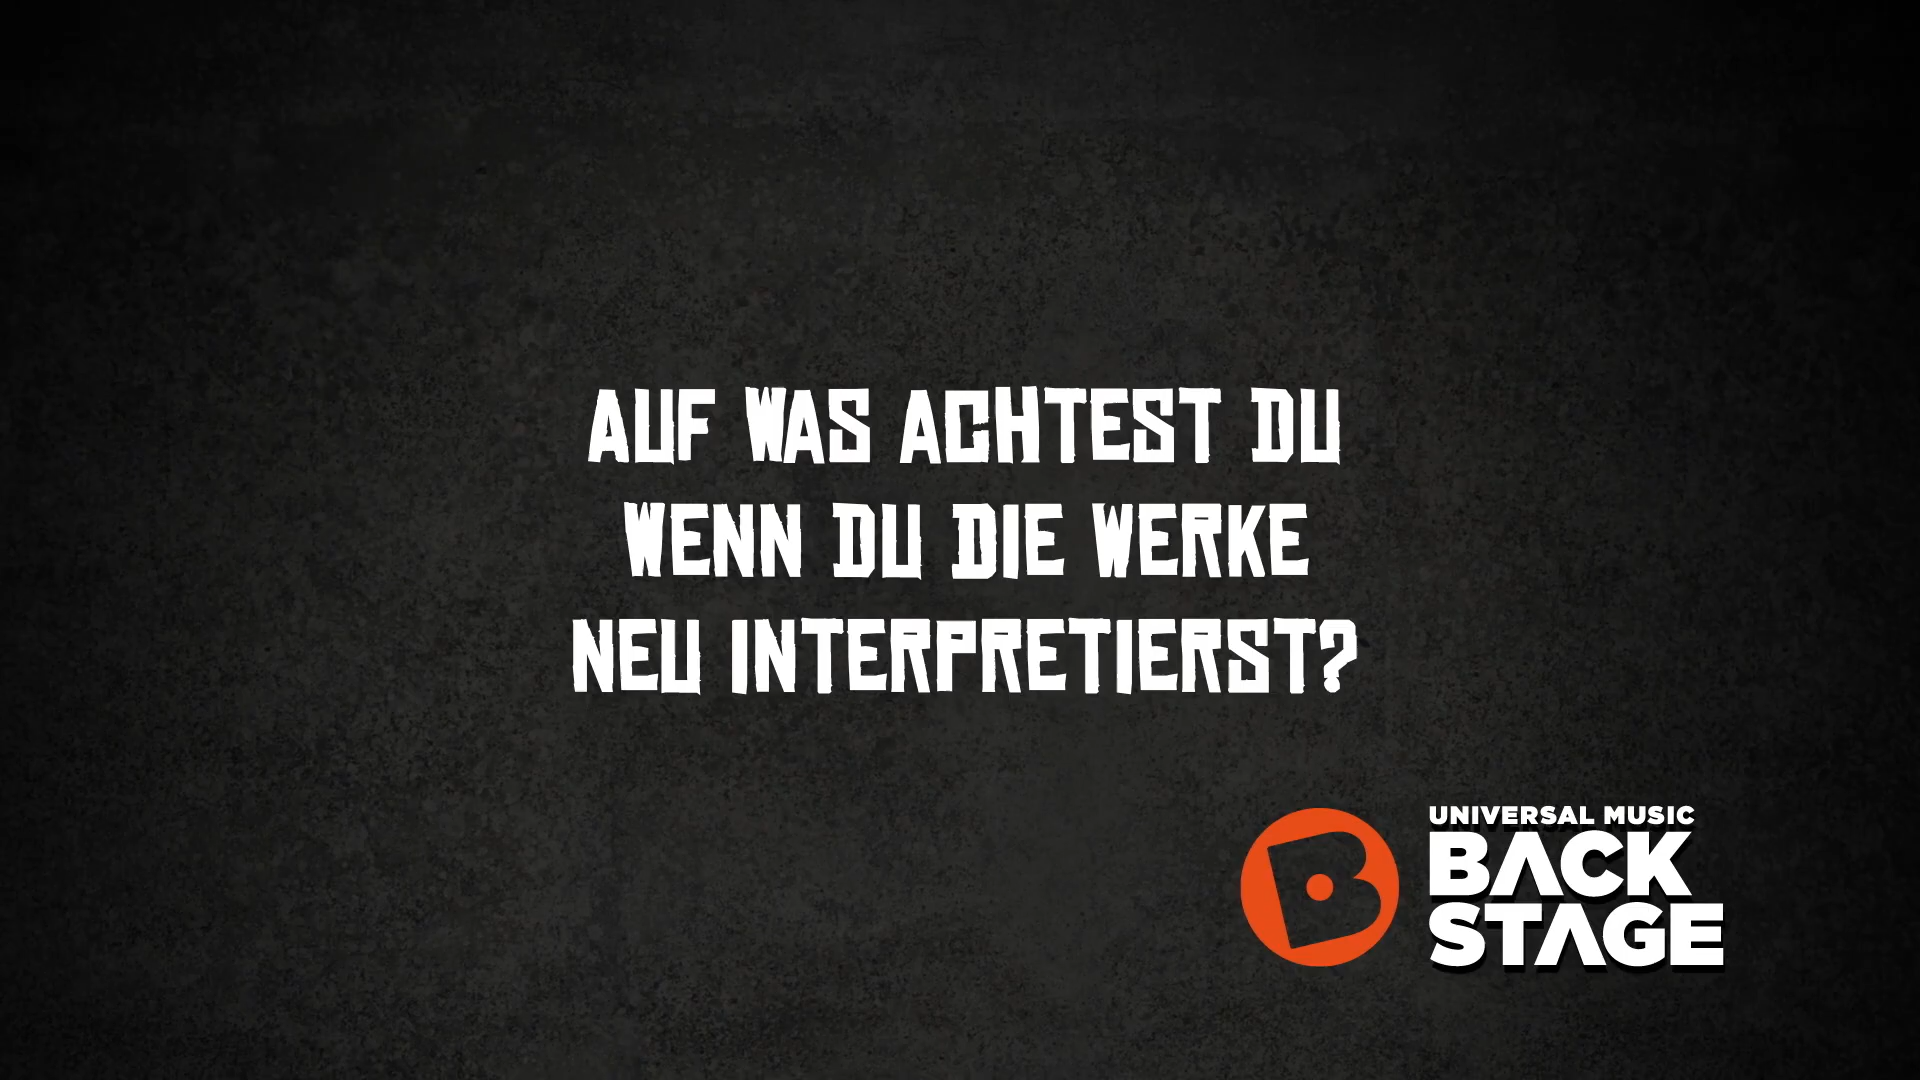 AUF WAS ACHTEST DU
WENN DU DIE WERKE
NEU INTERPRETIERST?
UNIVERSAL MUSIC
BACK
STAGE